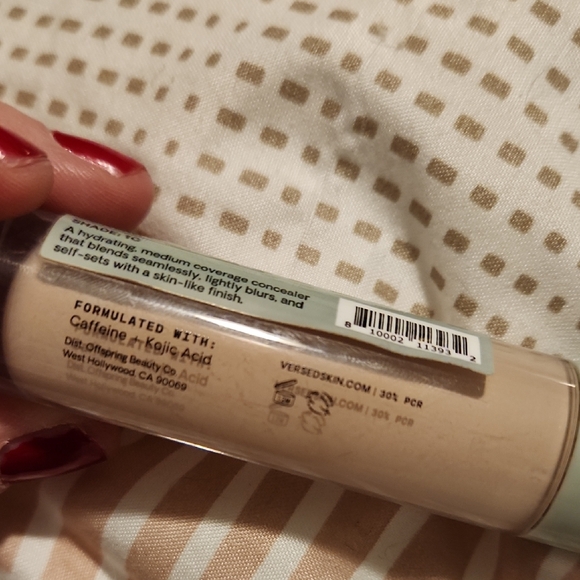 SHADE: 1C
A hydrating, medium coverage concealer
that blends seamlessly, lightly blurs, and
self-sets with a skin-like finish.
8 10002 11393 2
FORMULATED WITH:
Caffeine + Kojic Acid
Dist. Offspring Beauty Co
West Hollywood, CA 90069
VERSEDSKIN.COM | 30% PCR